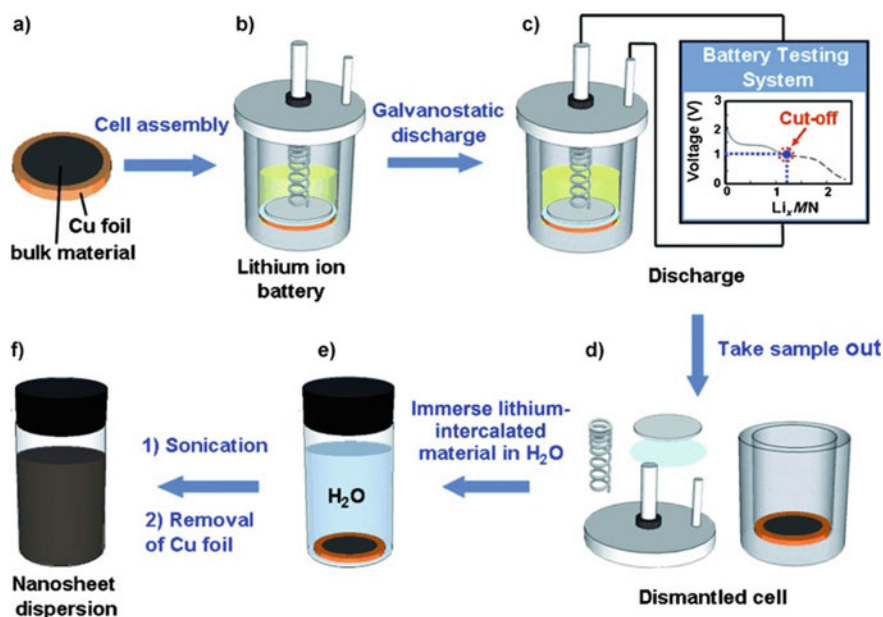 a)
b)
c)
Cell assembly
Cu foil
bulk material
Lithium ion
battery
Galvanostatic
discharge
Battery Testing
System
Voltage (V)
3
2
1
0
Cut-off
0
1
2
LiₓMN
Discharge
Take sample out
d)
Dismantled cell
Immerse lithium-
intercalated
material in H₂O
e)
H₂O
1) Sonication
2) Removal
of Cu foil
f)
Nanosheet
dispersion